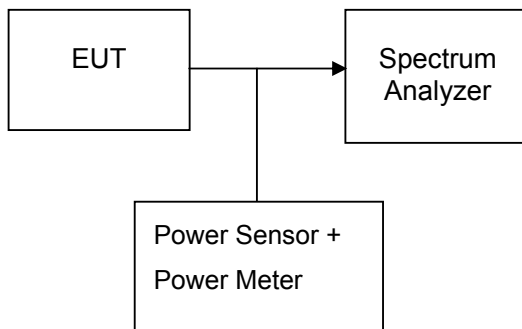 EUT
Spectrum
Analyzer
Power Sensor +
Power Meter